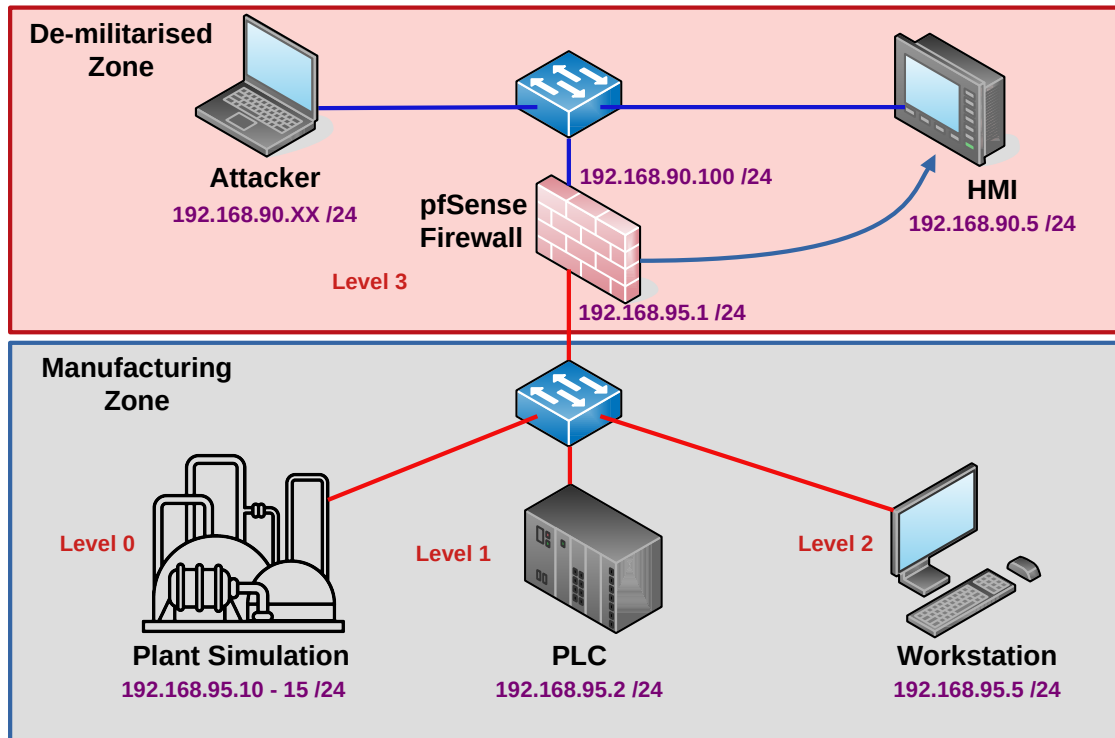 De-militarised
Zone
Attacker
192.168.90.XX /24
192.168.90.100 /24
pfSense
Firewall
HMI
192.168.90.5 /24
Level 3
192.168.95.1 /24
Manufacturing
Zone
Level 0
Level 1
Level 2
Plant Simulation
192.168.95.10 - 15 /24
PLC
192.168.95.2 /24
Workstation
192.168.95.5 /24